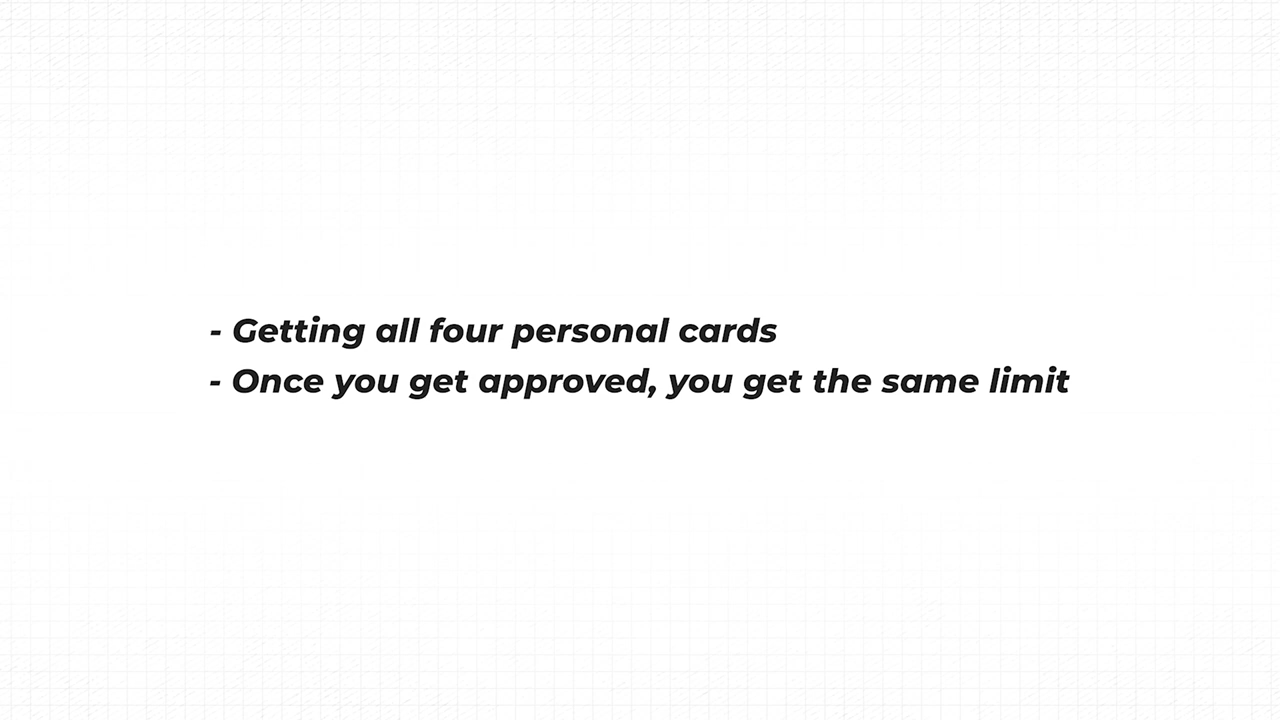 - Getting all four personal cards
- Once you get approved, you get the same limit